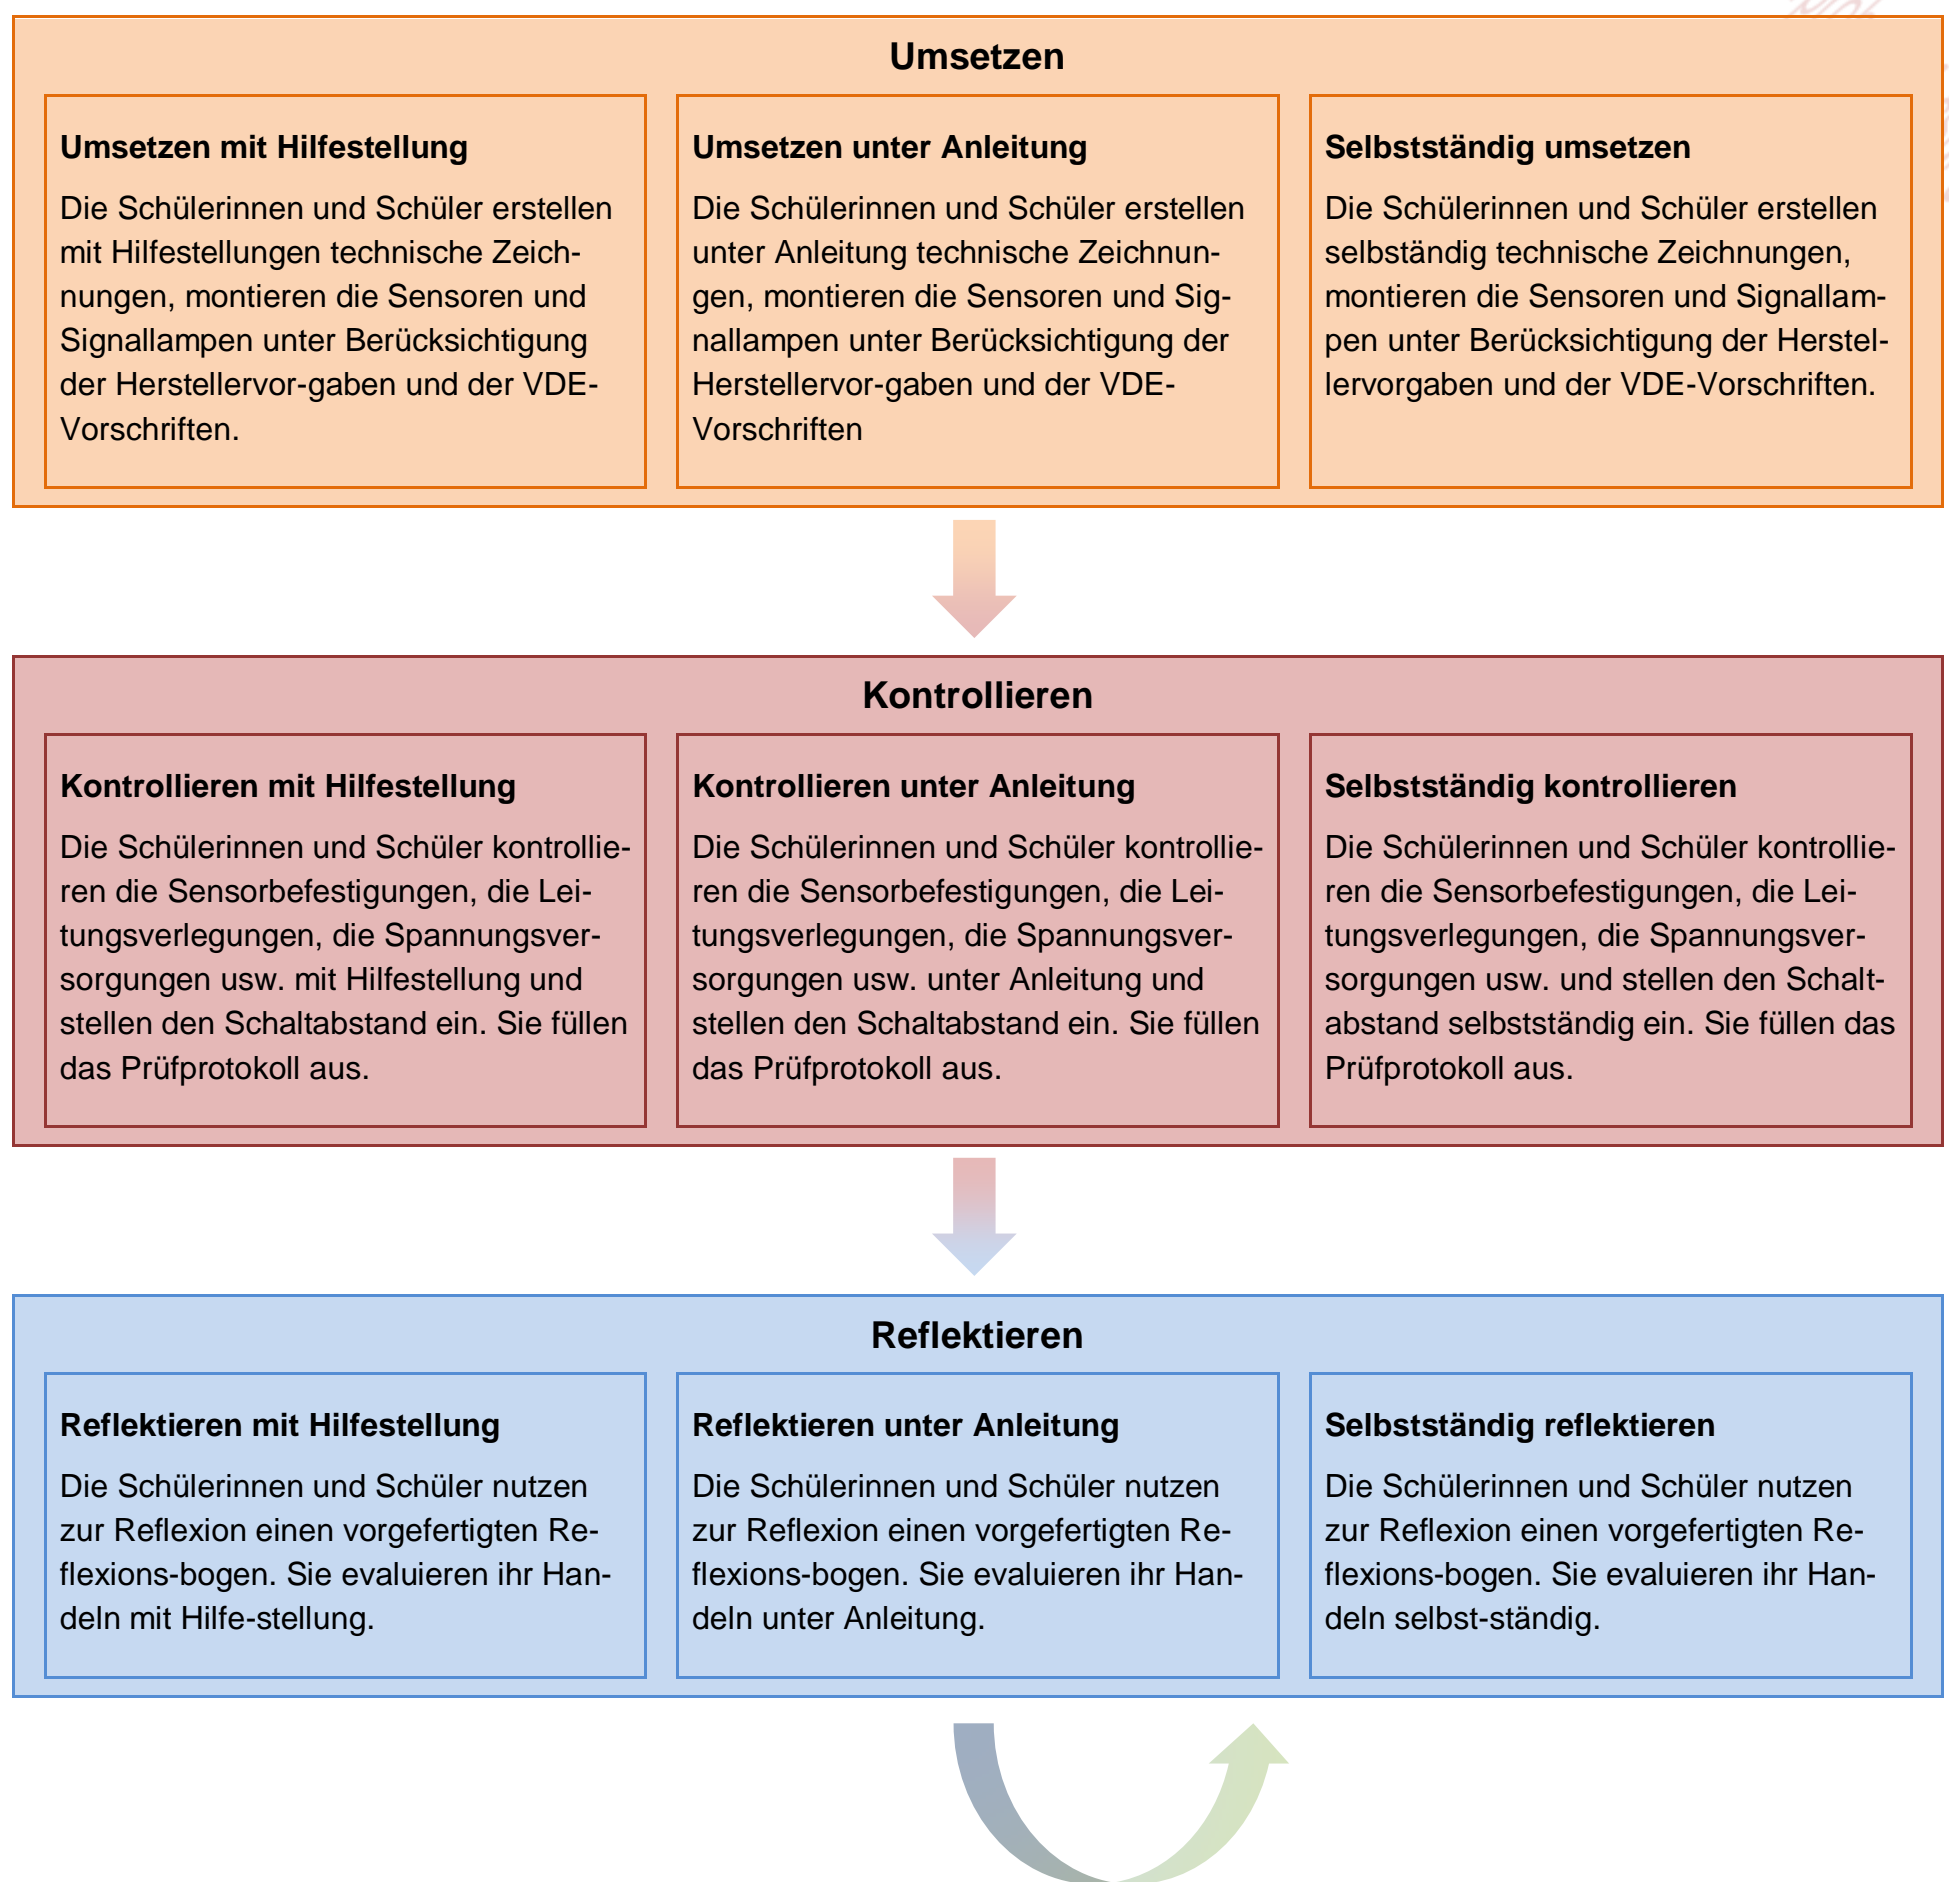 Umsetzen
Umsetzen mit Hilfestellung
Die Schülerinnen und Schüler erstellen
mit Hilfestellungen technische Zeich-
nungen, montieren die Sensoren und
Signallampen unter Berücksichtigung
der Herstellervor-gaben und der VDE-
Vorschriften.
Umsetzen unter Anleitung
Die Schülerinnen und Schüler erstellen
unter Anleitung technische Zeichnun-
gen, montieren die Sensoren und Sig-
nallampen unter Berücksichtigung der
Herstellervor-gaben und der VDE-
Vorschriften
Selbstständig umsetzen
Die Schülerinnen und Schüler erstellen
selbständig technische Zeichnungen,
montieren die Sensoren und Signallam-
pen unter Berücksichtigung der Herstel-
lervorgaben und der VDE-Vorschriften.
Kontrollieren
Kontrollieren mit Hilfestellung
Die Schülerinnen und Schüler kontrollie-
ren die Sensorbefestigungen, die Lei-
tungsverlegungen, die Spannungsver-
sorgungen usw. mit Hilfestellung und
stellen den Schaltabstand ein. Sie füllen
das Prüfprotokoll aus.
Kontrollieren unter Anleitung
Die Schülerinnen und Schüler kontrollie-
ren die Sensorbefestigungen, die Lei-
tungsverlegungen, die Spannungsver-
sorgungen usw. unter Anleitung und
stellen den Schaltabstand ein. Sie füllen
das Prüfprotokoll aus.
Selbstständig kontrollieren
Die Schülerinnen und Schüler kontrollie-
ren die Sensorbefestigungen, die Lei-
tungsverlegungen, die Spannungsver-
sorgungen usw. und stellen den Schalt-
abstand selbstständig ein. Sie füllen das
Prüfprotokoll aus.
Reflektieren
Reflektieren mit Hilfestellung
Die Schülerinnen und Schüler nutzen
zur Reflexion einen vorgefertigten Re-
flexions-bogen. Sie evaluieren ihr Han-
deln mit Hilfe-stellung.
Reflektieren unter Anleitung
Die Schülerinnen und Schüler nutzen
zur Reflexion einen vorgefertigten Re-
flexions-bogen. Sie evaluieren ihr Han-
deln unter Anleitung.
Selbstständig reflektieren
Die Schülerinnen und Schüler nutzen
zur Reflexion einen vorgefertigten Re-
flexions-bogen. Sie evaluieren ihr Han-
deln selbst-ständig.